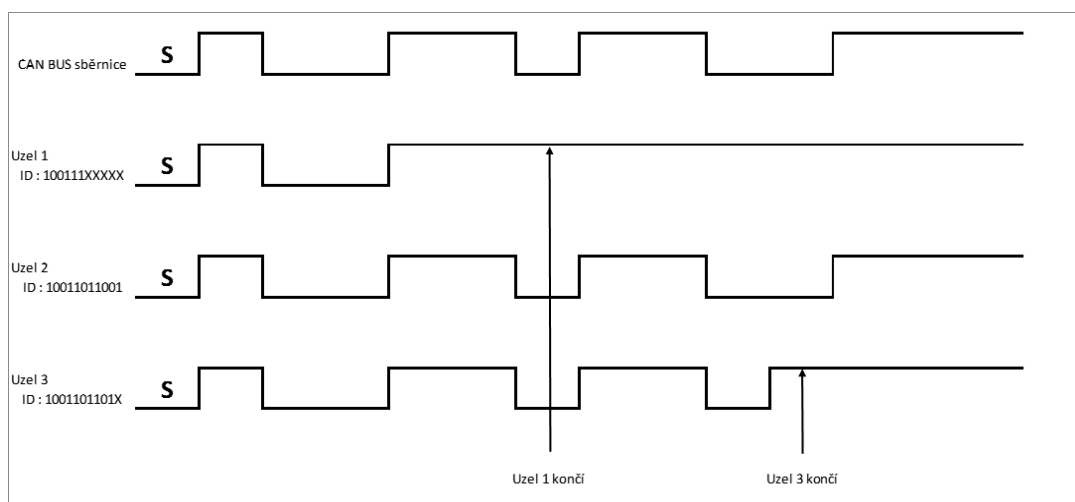 CAN BUS sběrnice
S
Uzel 1
ID : 100111XXXXX
S
Uzel 2
ID : 10011011001
S
Uzel 3
ID : 1001101101X
S
Uzel 1 končí
Uzel 3 končí